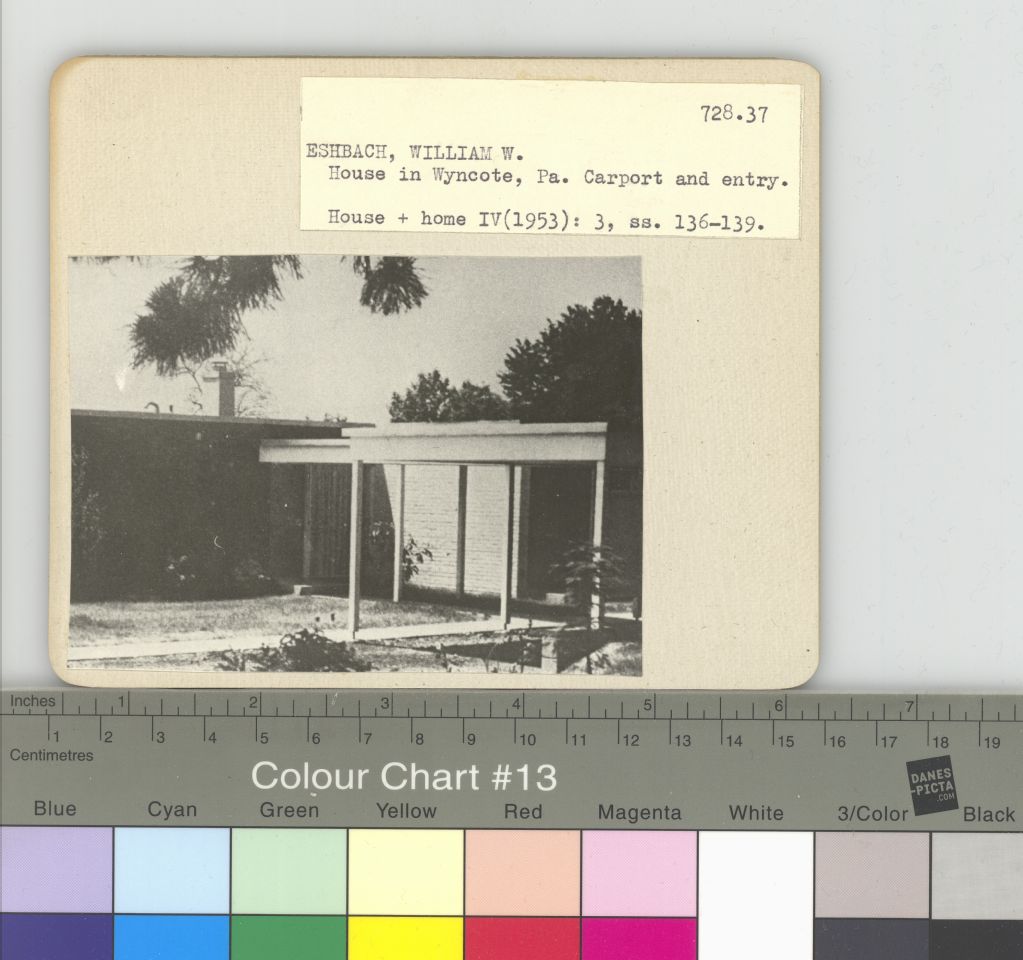 728.37
ESHBACH, WILLIAM W.
House in Wyncote, Pa. Carport and entry.
House + home IV(1953): 3, ss. 136-139.
Inches 1 2 3 4 5 6 7
1 2 3 4 5 6 7 8 9 10 11 12 13 14 15 16 17 18 19
Centimetres
Colour Chart #13
DANES
-PICTA
.COM
Blue Cyan Green Yellow Red Magenta White 3/Color Black